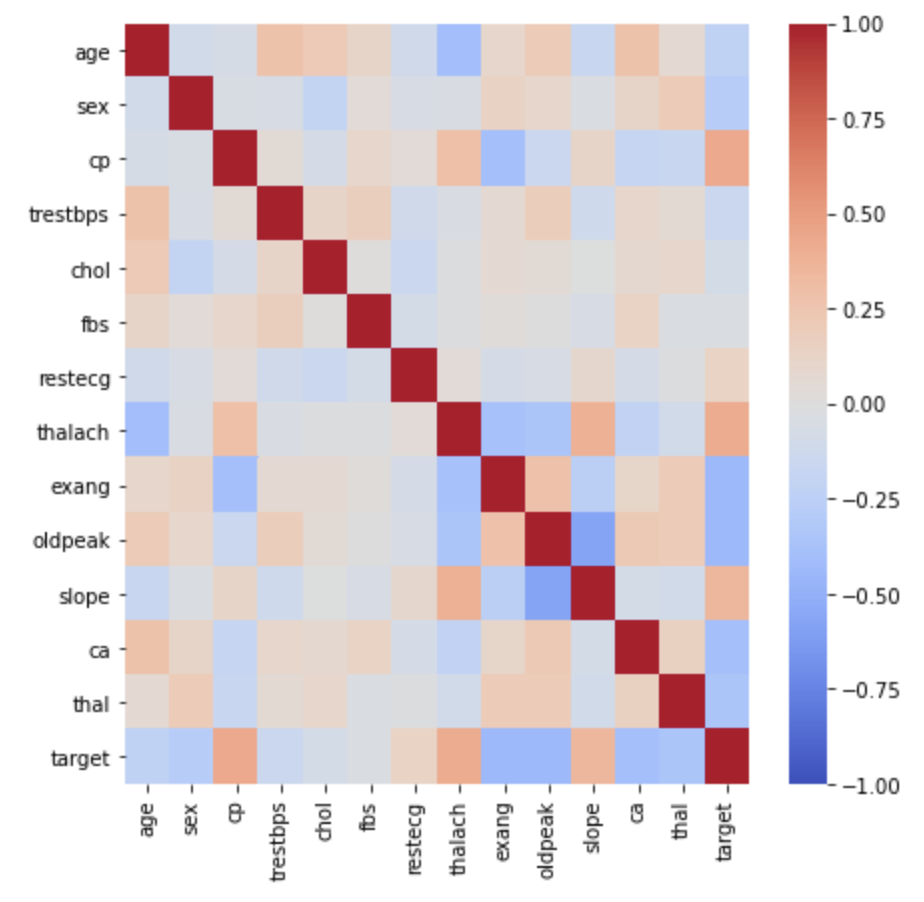 age
sex
cp
trestbps
chol
fbs
restecg
thalach
exang
oldpeak
slope
ca
thal
target
age
sex
cp
trestbps
chol
fbs
restecg
thalach
exang
oldpeak
slope
ca
thal
target
1.00
0.75
0.50
0.25
0.00
−0.25
−0.50
−0.75
−1.00